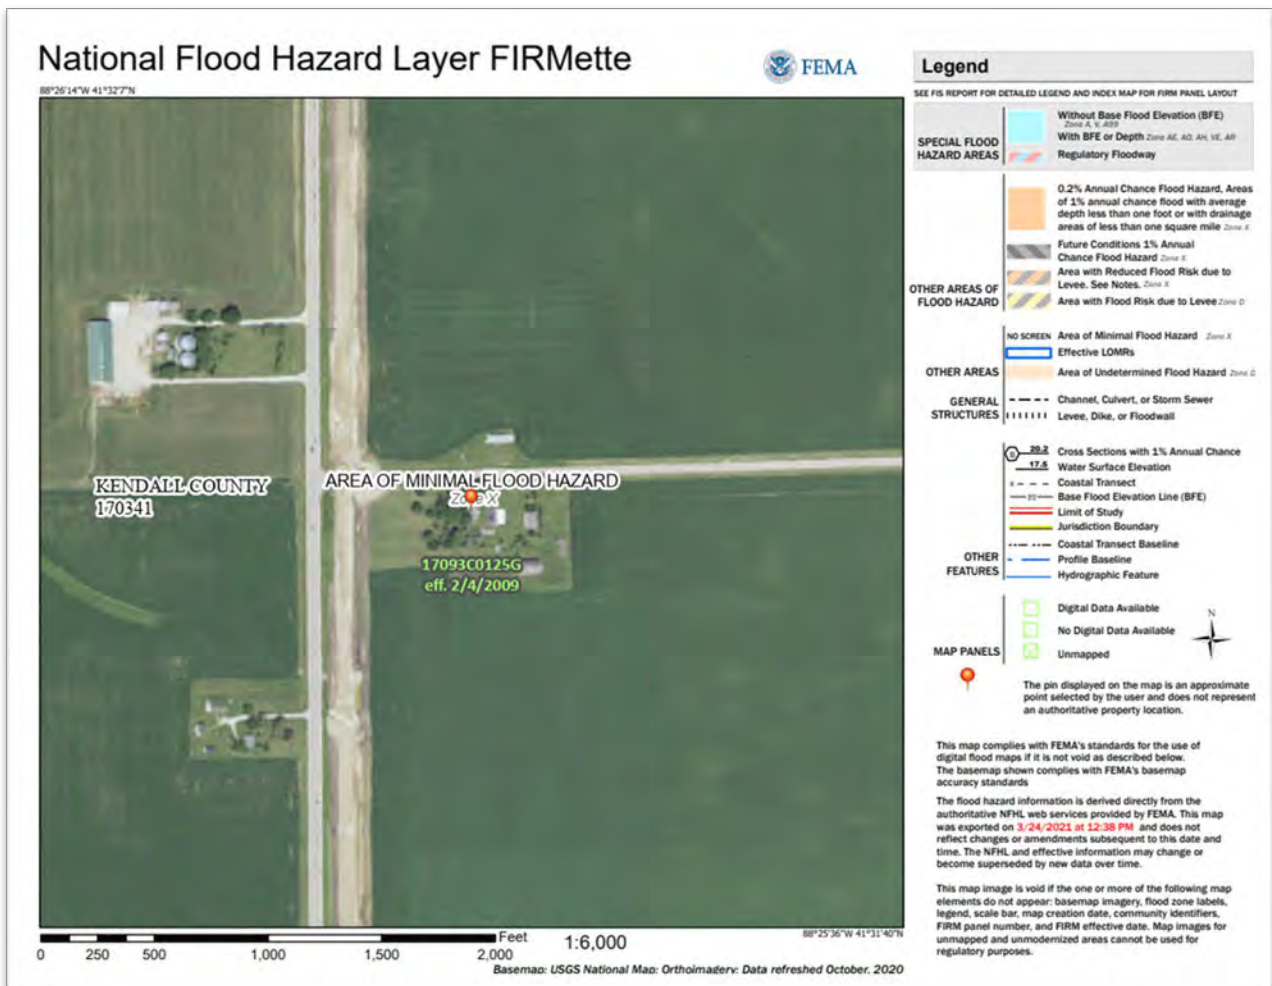 National Flood Hazard Layer FIRMette
FEMA
88°26'14"W 41°32'7"N
KENDALL COUNTY
170341
AREA OF MINIMAL FLOOD HAZARD
Zone X
17093C0125G
eff. 2/4/2009
88°25'36"W 41°31'40"N
0 250 500 1,000 1,500 2,000
Feet
1:6,000
Basemap: USGS National Map: Orthoimagery: Data refreshed October, 2020
Legend
SEE FIS REPORT FOR DETAILED LEGEND AND INDEX MAP FOR FIRM PANEL LAYOUT
SPECIAL FLOOD
HAZARD AREAS
Without Base Flood Elevation (BFE)
Zone A, V, A99
With BFE or Depth Zone AE, AO, AH, VE, AR
Regulatory Floodway
OTHER AREAS OF
FLOOD HAZARD
0.2% Annual Chance Flood Hazard, Areas
of 1% annual chance flood with average
depth less than one foot or with drainage
areas of less than one square mile Zone X
Future Conditions 1% Annual
Chance Flood Hazard Zone X
Area with Reduced Flood Risk due to
Levee. See Notes. Zone X
Area with Flood Risk due to Levee Zone D
OTHER AREAS
NO SCREEN Area of Minimal Flood Hazard Zone X
Effective LOMRs
Area of Undetermined Flood Hazard Zone D
GENERAL
STRUCTURES
Channel, Culvert, or Storm Sewer
Levee, Dike, or Floodwall
OTHER
FEATURES
20.2 Cross Sections with 1% Annual Chance
17.5 Water Surface Elevation
Coastal Transect
Base Flood Elevation Line (BFE)
Limit of Study
Jurisdiction Boundary
Coastal Transect Baseline
Profile Baseline
Hydrographic Feature
MAP PANELS
Digital Data Available
No Digital Data Available
Unmapped
N
The pin displayed on the map is an approximate
point selected by the user and does not represent
an authoritative property location.
This map complies with FEMA's standards for the use of
digital flood maps if it is not void as described below.
The basemap shown complies with FEMA's basemap
accuracy standards
The flood hazard information is derived directly from the
authoritative NFHL web services provided by FEMA. This map
was exported on 3/24/2021 at 12:38 PM and does not
reflect changes or amendments subsequent to this date and
time. The NFHL and effective information may change or
become superseded by new data over time.
This map image is void if the one or more of the following map
elements do not appear: basemap imagery, flood zone labels,
legend, scale bar, map creation date, community identifiers,
FIRM panel number, and FIRM effective date. Map images for
unmapped and unmodernized areas cannot be used for
regulatory purposes.